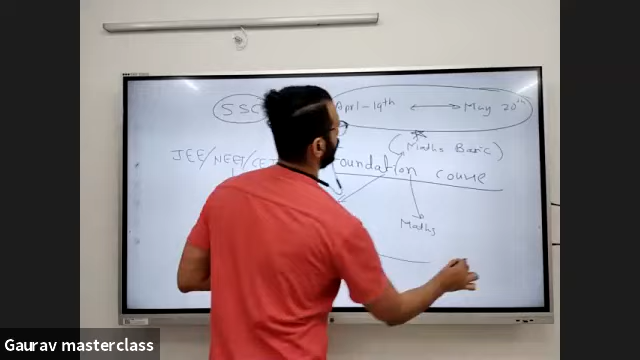 SSC April-19th ⟷ May 20th
(Maths Basic)
JEE/NEET/CET Foundation course
Maths
Gaurav masterclass